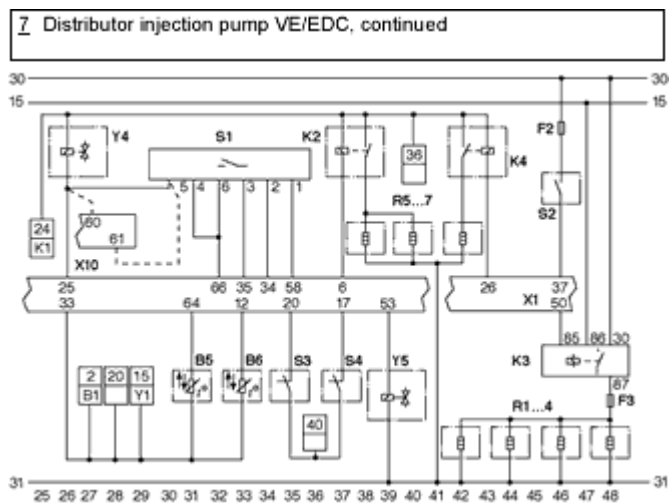 7 Distributor injection pump VE/EDC, continued
30 30
15 15
Y4 S1 K2 36 K4 F2
5 4 6 3 2 1
R5...7 S2
24 60
K1 61
X10
25 66 35 34 58 6 26 37
X1
33 64 12 20 17 53 50
85 86 30
B5 B6 S3 S4 Y5 K3
2 20 15
B1 Y1
87
40 F3
R1...4
31 31
25 26 27 28 29 30 31 32 33 34 35 36 37 38 39 40 41 42 43 44 45 46 47 48